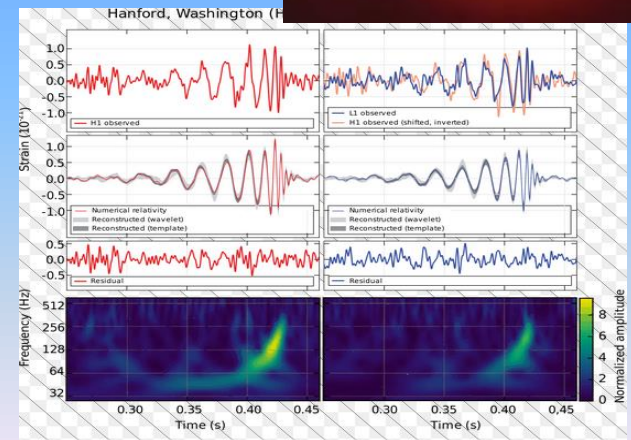 Hanford, Washington (H
1.0
0.5
0.0
-0.5
-1.0
H1 observed
L1 observed
H1 observed (shifted, inverted)
Strain (10⁻²¹)
1.0
0.5
0.0
-0.5
-1.0
Numerical relativity
Reconstructed (wavelet)
Reconstructed (template)
Numerical relativity
Reconstructed (wavelet)
Reconstructed (template)
0.5
0.0
-0.5
Residual
Residual
Frequency (Hz)
512
256
128
64
32
8
6
4
2
0
Normalized amplitude
0.30 0.35 0.40 0.45
0.30 0.35 0.40 0.45
Time (s)
Time (s)